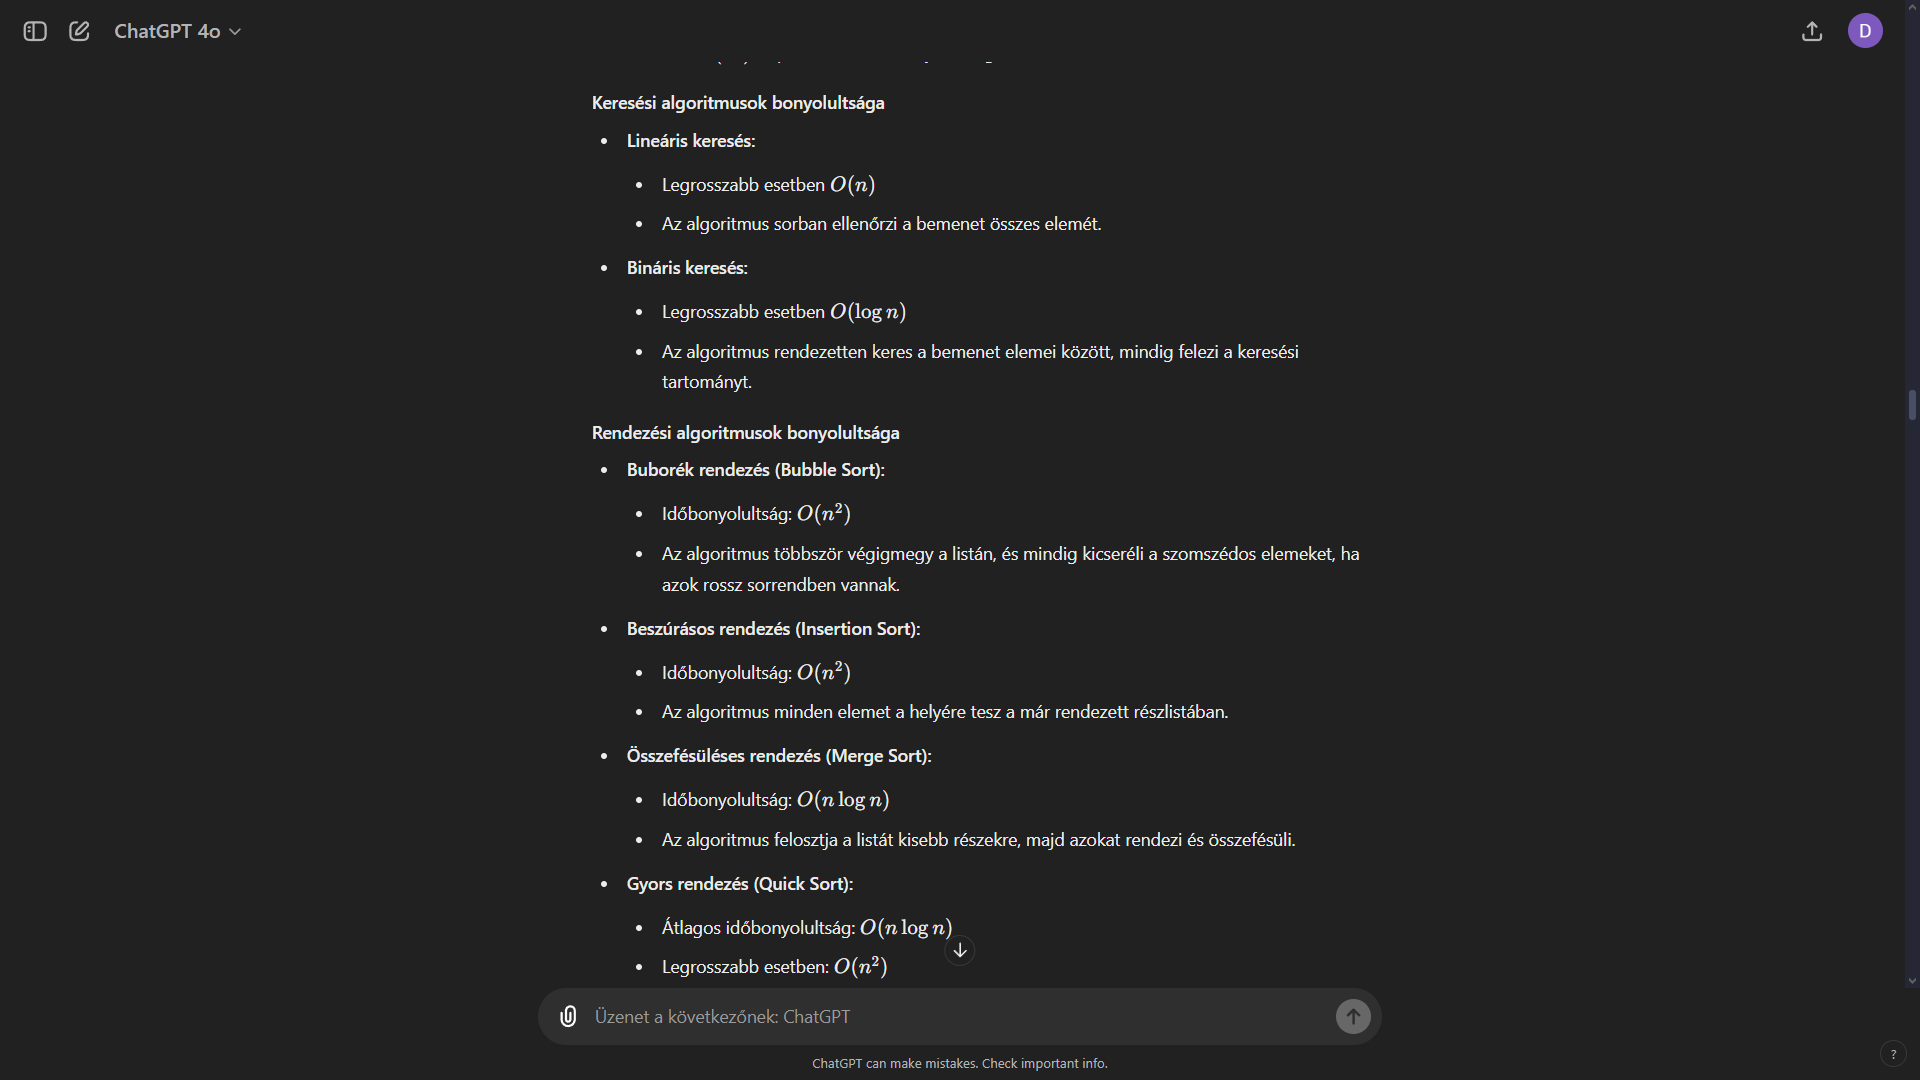 ChatGPT 4o
D
Keresési algoritmusok bonyolultsága
Lineáris keresés:
Legrosszabb esetben O(n)
Az algoritmus sorban ellenőrzi a bemenet összes elemét.
Bináris keresés:
Legrosszabb esetben O(log n)
Az algoritmus rendezetten keres a bemenet elemei között, mindig felezi a keresési
tartományt.
Rendezési algoritmusok bonyolultsága
Buborék rendezés (Bubble Sort):
Időbonyolultság: O(n²)
Az algoritmus többször végigmegy a listán, és mindig kicseréli a szomszédos elemeket, ha
azok rossz sorrendben vannak.
Beszúrásos rendezés (Insertion Sort):
Időbonyolultság: O(n²)
Az algoritmus minden elemet a helyére tesz a már rendezett részlistában.
Összefésüléses rendezés (Merge Sort):
Időbonyolultság: O(n log n)
Az algoritmus felosztja a listát kisebb részekre, majd azokat rendezi és összefésüli.
Gyors rendezés (Quick Sort):
Átlagos időbonyolultság: O(n log n)
Legrosszabb esetben: O(n²)
Üzenet a következőnek: ChatGPT
ChatGPT can make mistakes. Check important info.
?